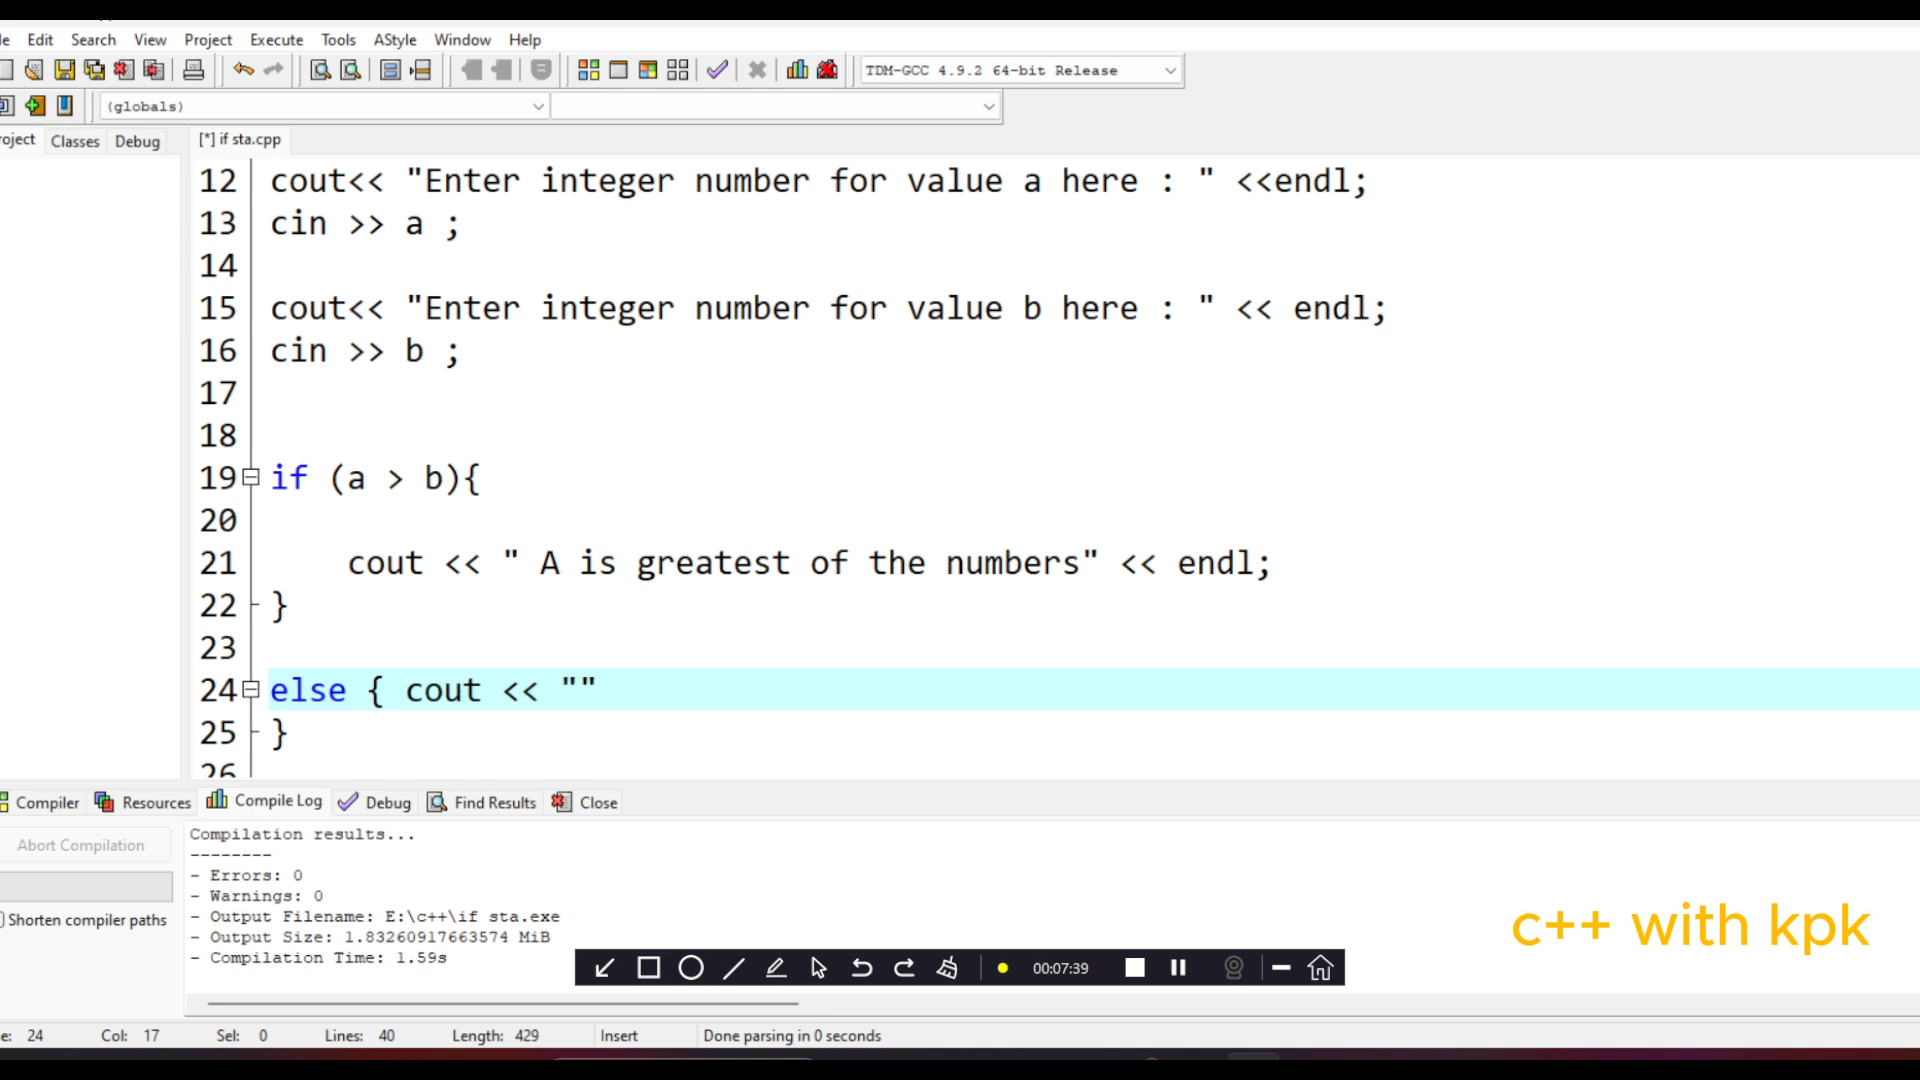 le Edit Search View Project Execute Tools AStyle Window Help
TDM-GCC 4.9.2 64-bit Release
(globals)
roject Classes Debug [*] if sta.cpp
12 cout<< "Enter integer number for value a here : " <<endl;
13 cin >> a ;
14
15 cout<< "Enter integer number for value b here : " << endl;
16 cin >> b ;
17
18
19 if (a > b){
20
21 cout << " A is greatest of the numbers" << endl;
22 }
23
24 else { cout << ""
25 }
26
Compiler Resources Compile Log Debug Find Results Close
Abort Compilation
Shorten compiler paths
Compilation results...
--------
- Errors: 0
- Warnings: 0
- Output Filename: E:\c++\if sta.exe
- Output Size: 1.83260917663574 MiB
- Compilation Time: 1.59s
c++ with kpk
00:07:39
e: 24 Col: 17 Sel: 0 Lines: 40 Length: 429 Insert Done parsing in 0 seconds